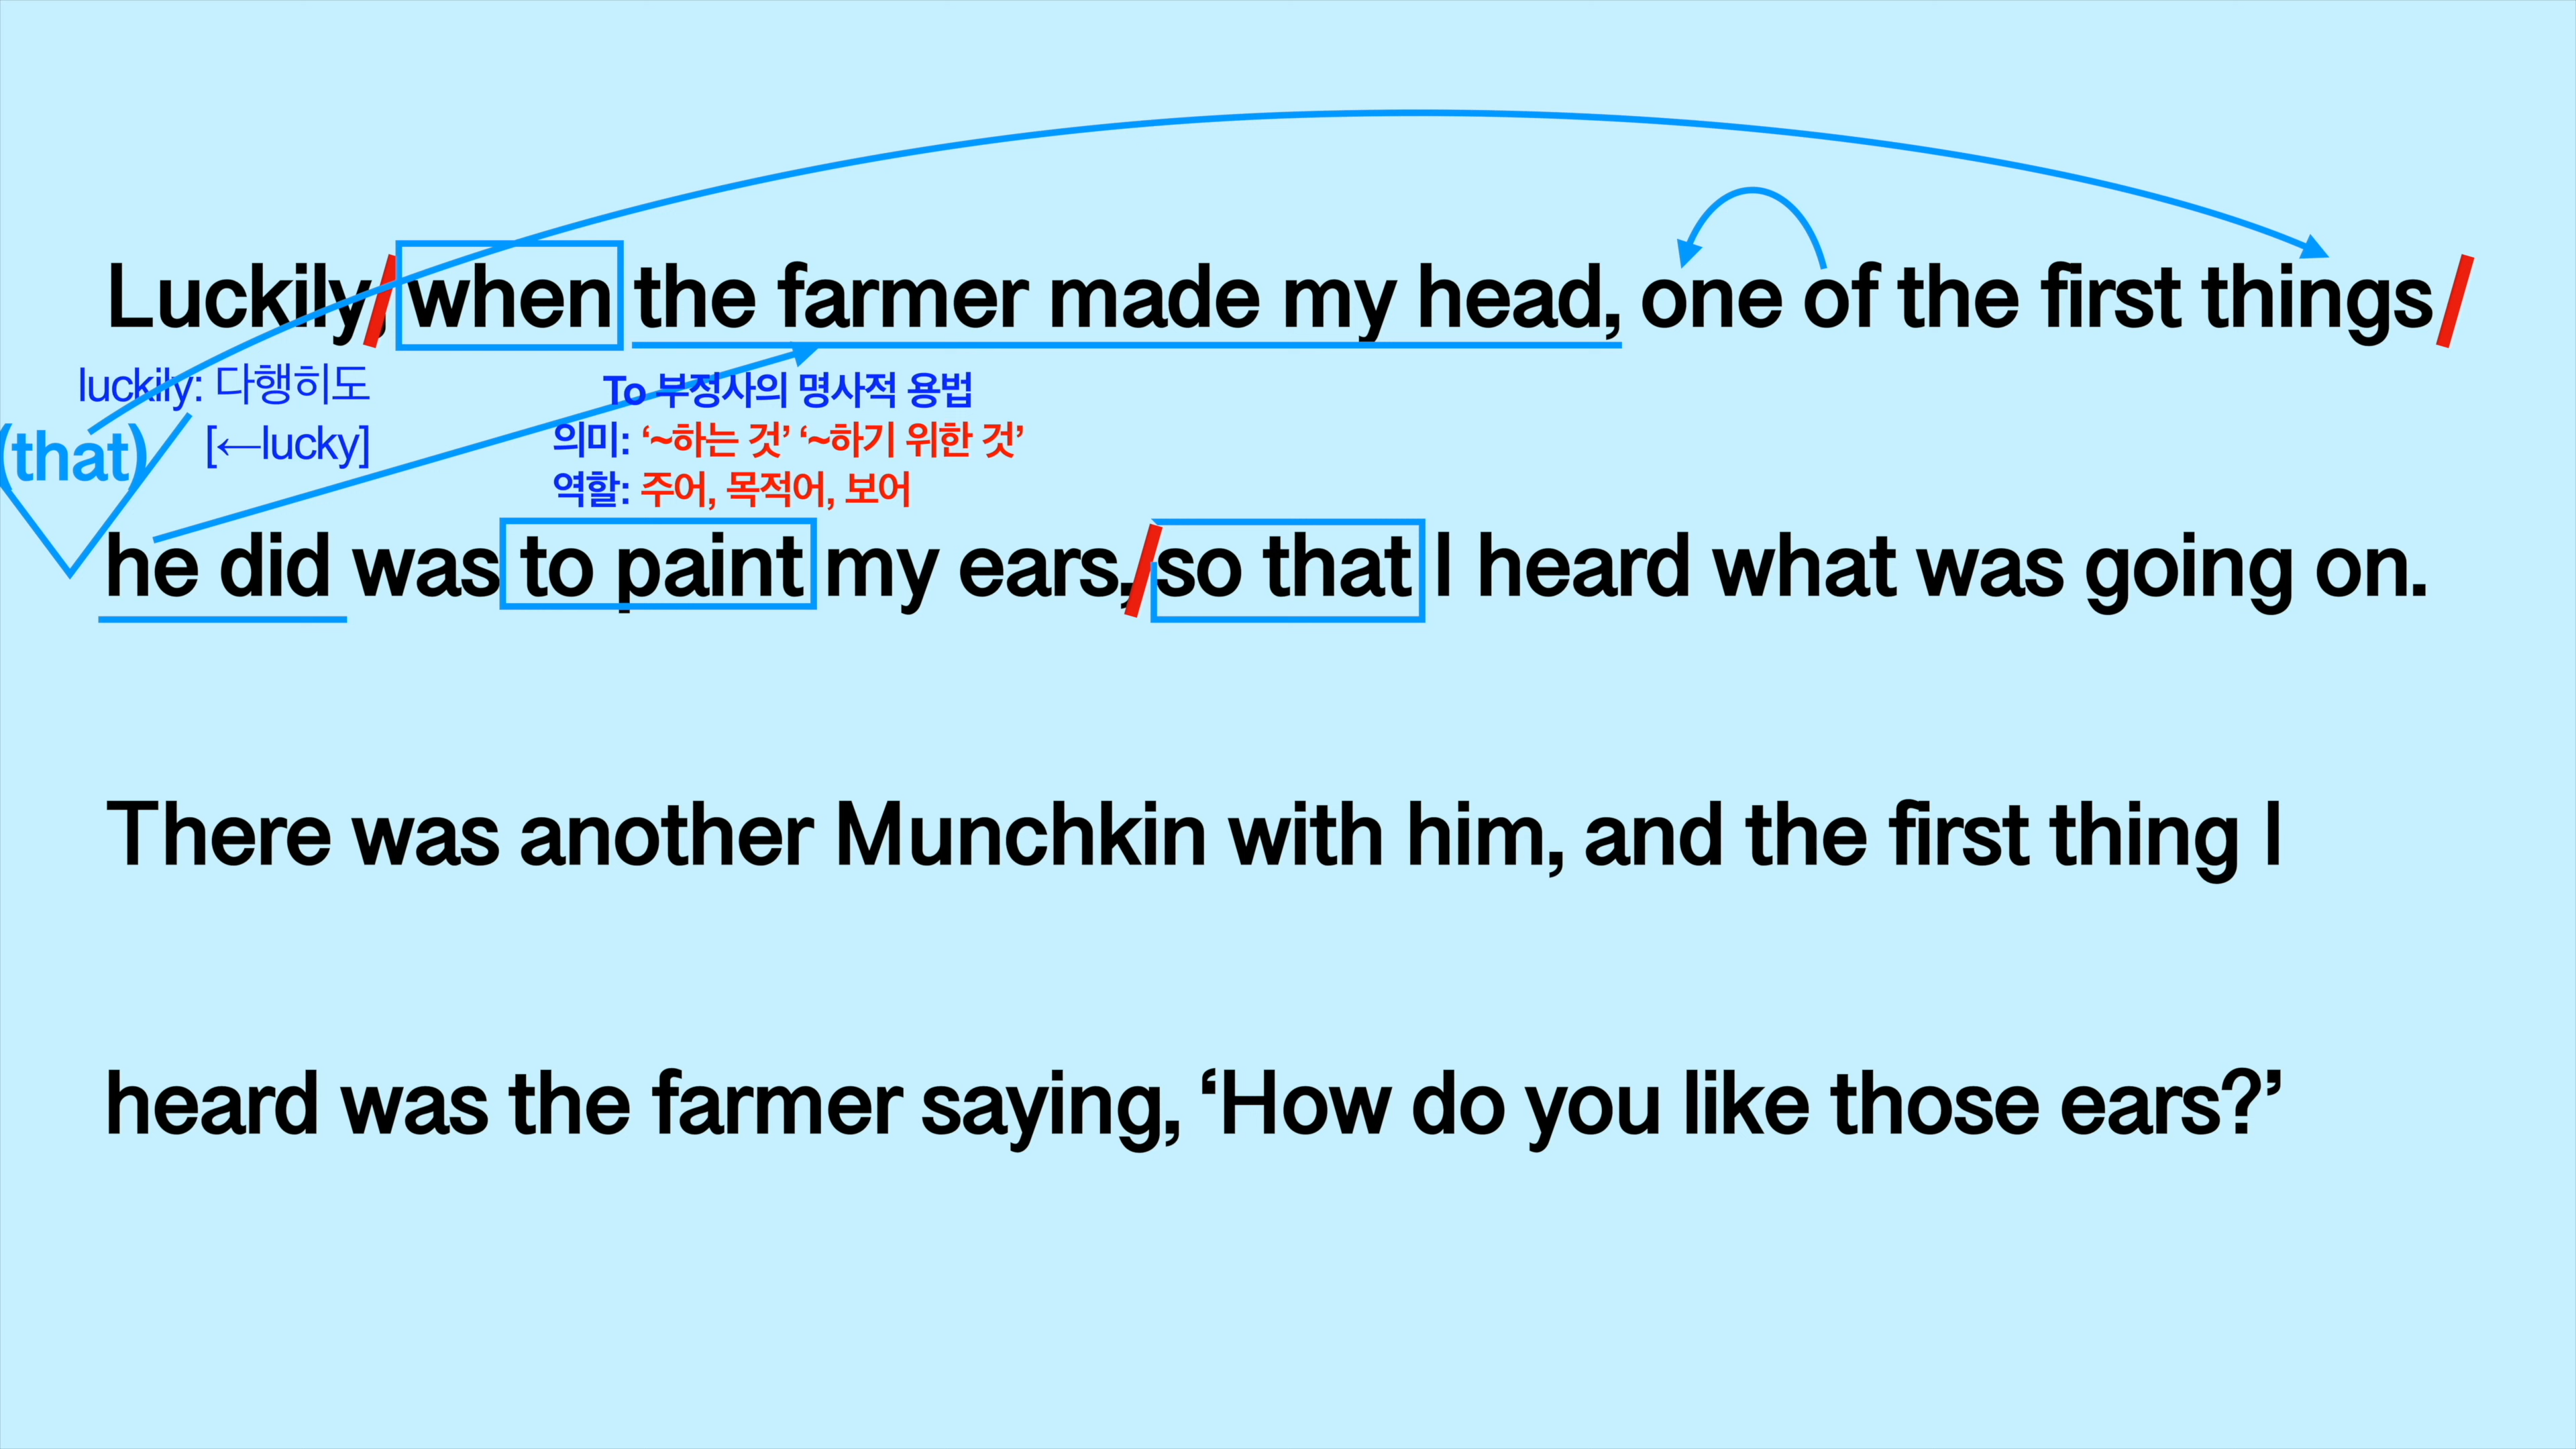 Luckily, when the farmer made my head, one of the first things
luckily: 다행히도
[←lucky]
(that)
To 부정사의 명사적 용법
의미: ‘~하는 것’ ‘~하기 위한 것’
역할: 주어, 목적어, 보어
he did was to paint my ears, so that I heard what was going on.
There was another Munchkin with him, and the first thing I
heard was the farmer saying, ‘How do you like those ears?’